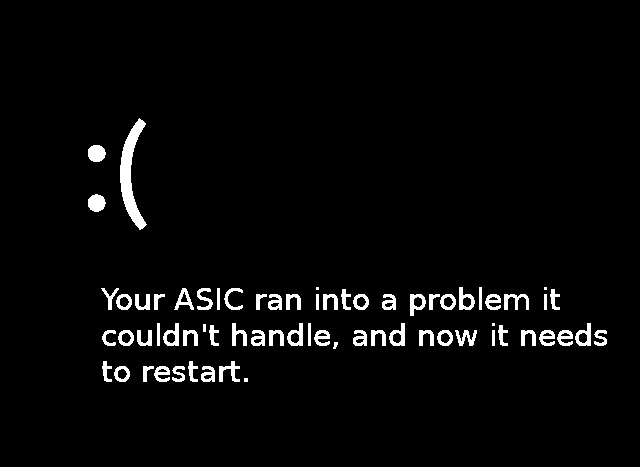 :(
Your ASIC ran into a problem it
couldn't handle, and now it needs
to restart.